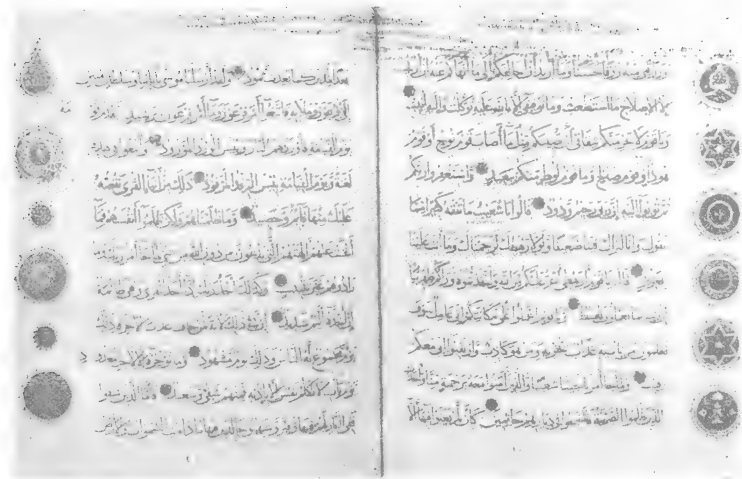 ورزقني منه رزقا حسنا وما أريد أن أخالفكم إلى ما أنهاكم عنه إن أريد
إلا الإصلاح ما استطعت وما توفيقي إلا بالله عليه توكلت وإليه أنيب
ويا قوم لا يجرمنكم شقاقي أن يصيبكم مثل ما أصاب قوم نوح أو قوم
هود أو قوم صالح وما قوم لوط منكم ببعيد واستغفروا ربكم
ثم توبوا إليه إن ربي رحيم ودود قالوا يا شعيب ما نفقه كثيرا مما
تقول وإنا لنراك فينا ضعيفا ولولا رهطك لرجمناك وما أنت علينا
بعزيز قال يا قوم أرهطي أعز عليكم من الله واتخذتموه وراءكم ظهريا
إن ربي بما تعملون محيط ويا قوم اعملوا على مكانتكم إني عامل سوف
تعلمون من يأتيه عذاب يخزيه ومن هو كاذب وارتقبوا إني معكم
رقيب ولما جاء أمرنا نجينا شعيبا والذين آمنوا معه برحمة منا وأخذت
الذين ظلموا الصيحة فأصبحوا في ديارهم جاثمين كأن لم يغنوا فيها ألا
بعدا لمدين كما بعدت ثمود ولقد أرسلنا موسى بآياتنا وسلطان مبين
إلى فرعون وملائه فاتبعوا أمر فرعون وما أمر فرعون برشيد يقدم قومه
يوم القيامة فأوردهم النار وبئس الورد المورود وأتبعوا في هذه
لعنة ويوم القيامة بئس الرفد المرفود ذلك من أنباء القرى نقصه
عليك منها قائم وحصيد وما ظلمناهم ولكن ظلموا أنفسهم فما
أغنت عنهم آلهتهم التي يدعون من دون الله من شيء لما جاء أمر ربك وما
زادوهم غير تتبيب وكذلك أخذ ربك إذا أخذ القرى وهي ظالمة
إن أخذه أليم شديد إن في ذلك لآية لمن خاف عذاب الآخرة ذلك
يوم مجموع له الناس وذلك يوم مشهود وما نؤخره إلا لأجل معدود
يوم يأت لا تكلم نفس إلا بإذنه فمنهم شقي وسعيد فأما الذين شقوا
ففي النار لهم فيها زفير وشهيق خالدين فيها ما دامت السموات والأرض